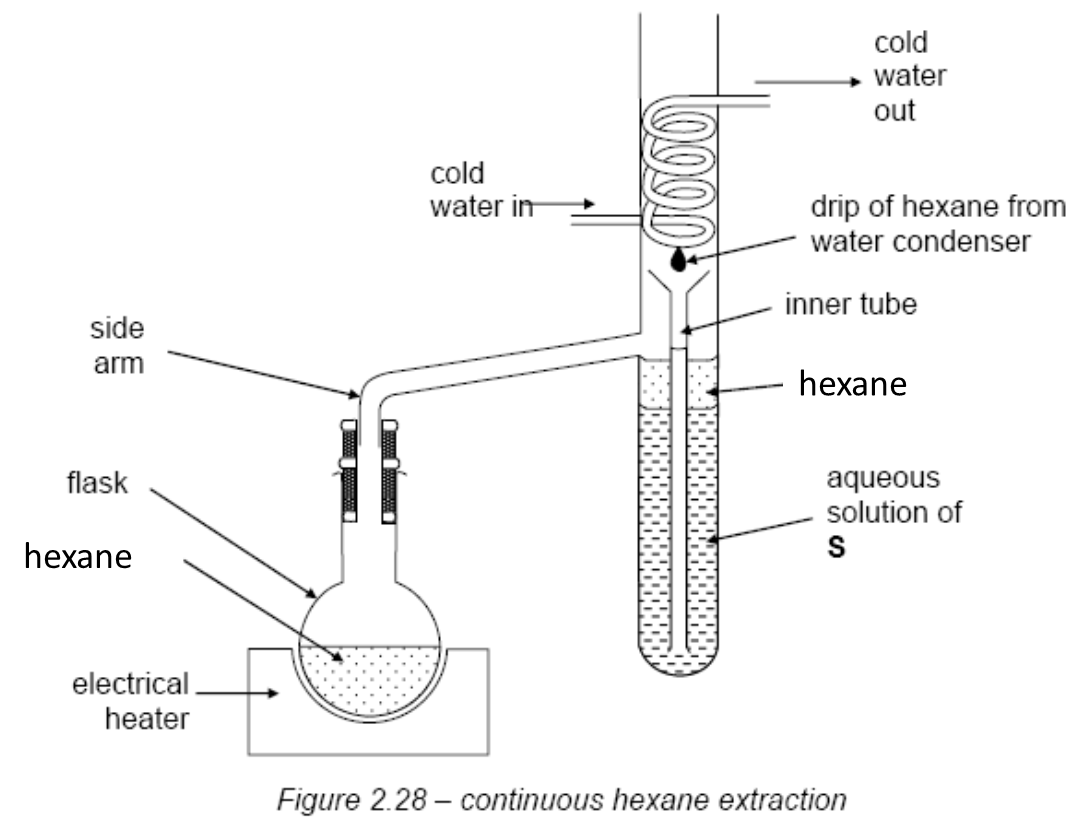 cold
water
out
cold
water in
drip of hexane from
water condenser
inner tube
side
arm
hexane
flask
aqueous
solution of
S
hexane
electrical
heater
Figure 2.28 – continuous hexane extraction